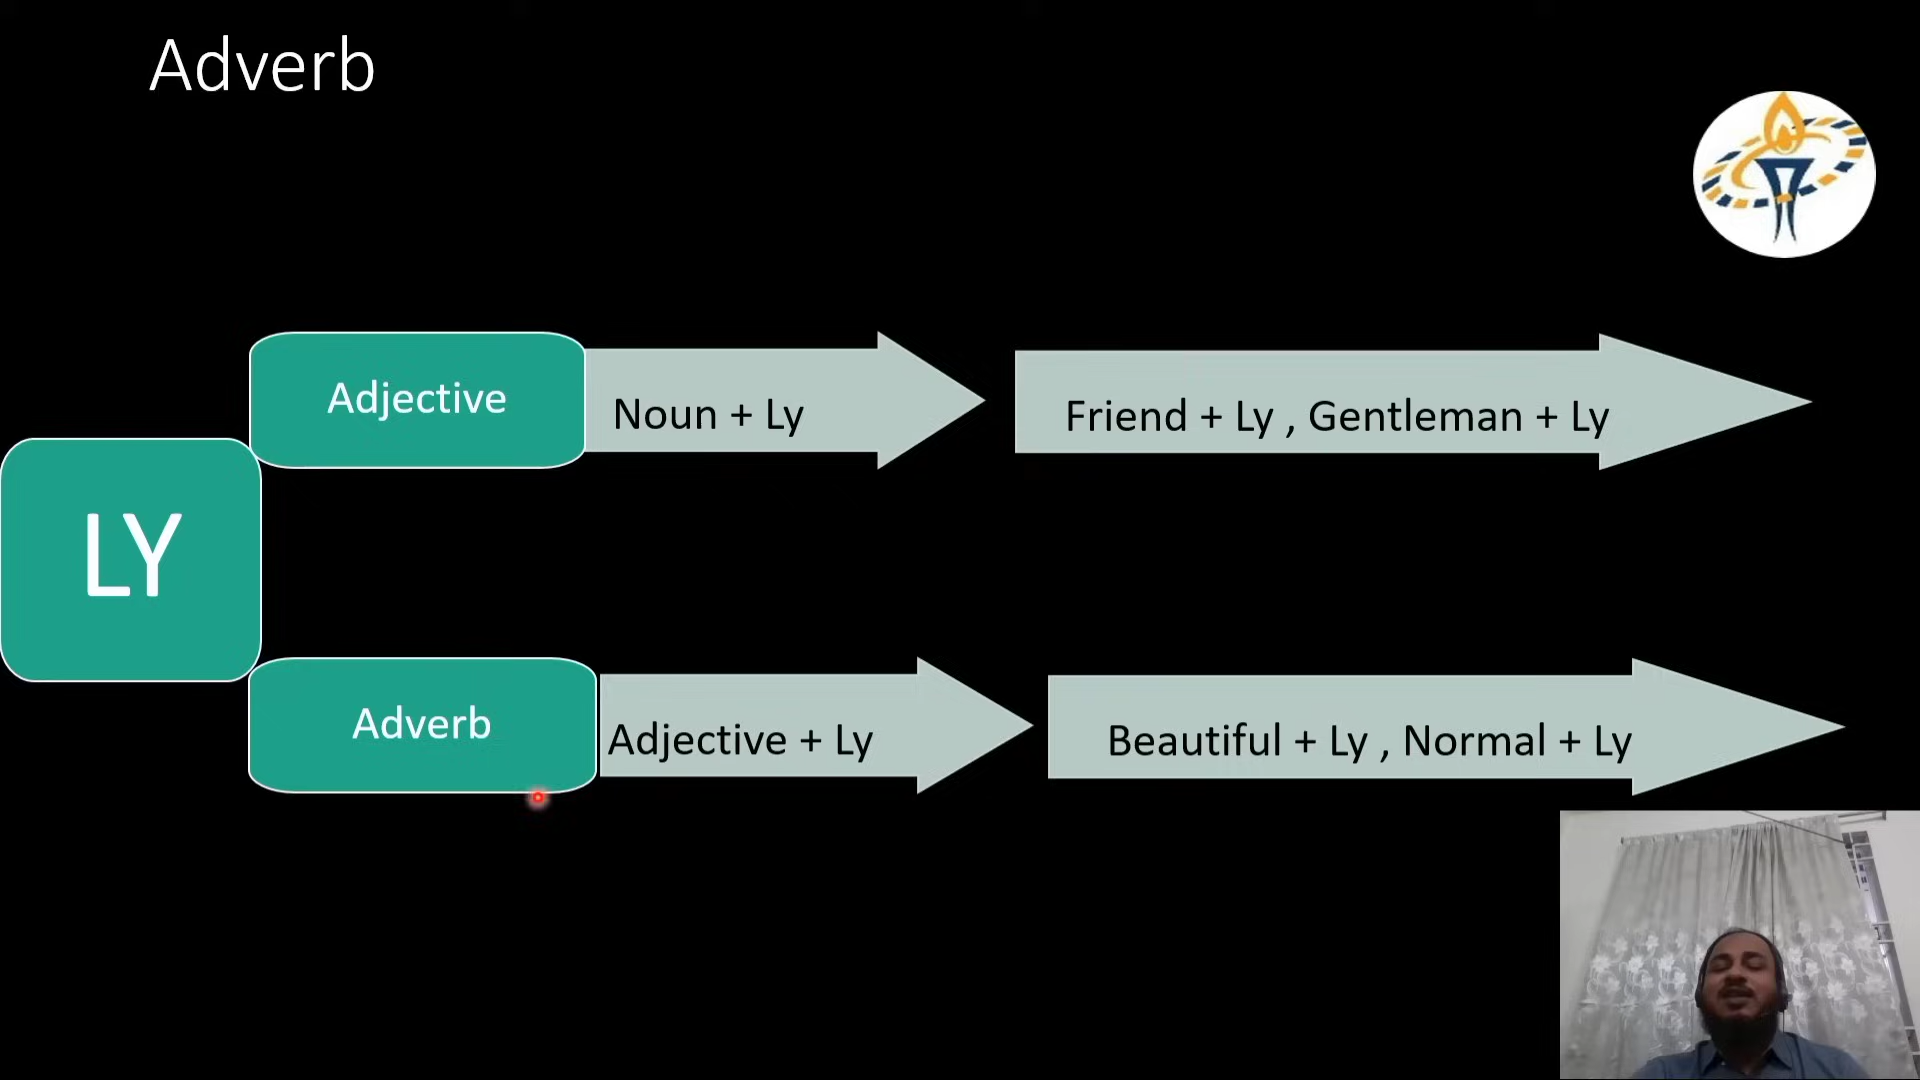 Adverb
Adjective
Noun + Ly
Friend + Ly , Gentleman + Ly
LY
Adverb
Adjective + Ly
Beautiful + Ly , Normal + Ly